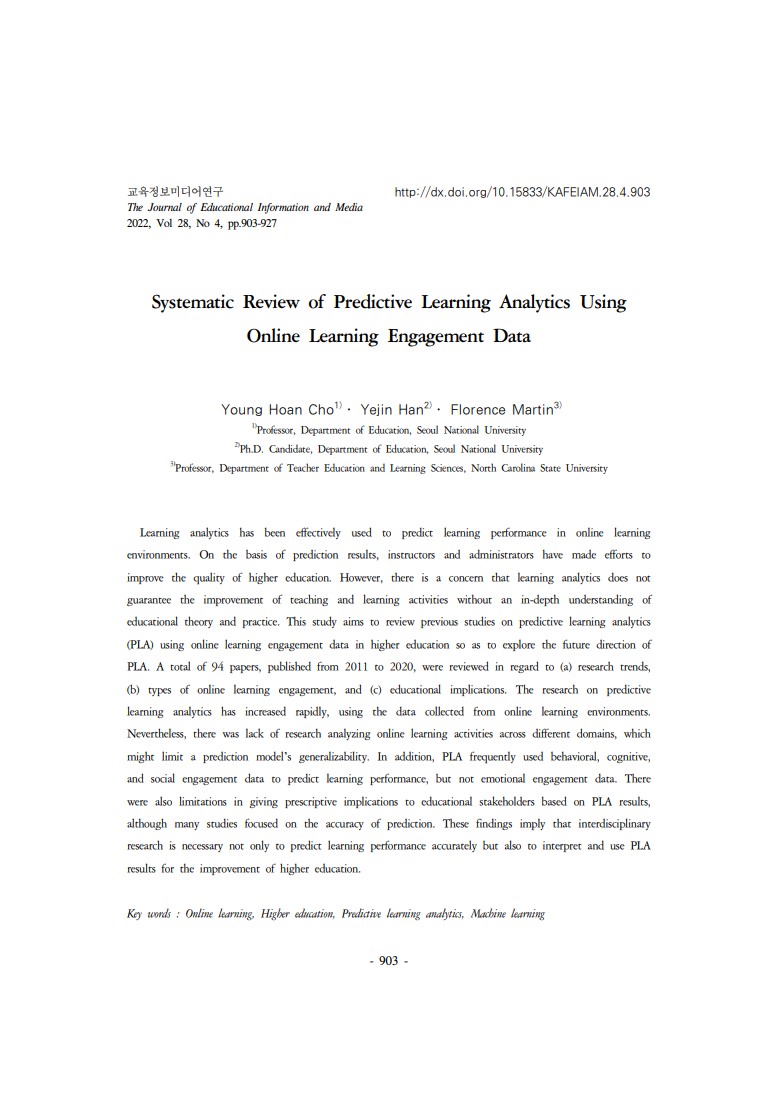 교육정보미디어연구
http://dx.doi.org/10.15833/KAFEIAM.28.4.903
The Journal of Educational Information and Media
2022, Vol 28, No 4, pp.903-927
Systematic Review of Predictive Learning Analytics Using
Online Learning Engagement Data
Young Hoan Cho1)· Yejin Han2)· Florence Martin3)
1)Professor, Department of Education, Seoul National University
2)Ph.D. Candidate, Department of Education, Seoul National University
3)Professor, Department of Teacher Education and Learning Sciences, North Carolina State University
Learning analytics has been effectively used to predict learning performance in online learning
environments. On the basis of prediction results, instructors and administrators have made efforts to
improve the quality of higher education. However, there is a concern that learning analytics does not
guarantee the improvement of teaching and learning activities without an in-depth understanding of
educational theory and practice. This study aims to review previous studies on predictive learning analytics
(PLA) using online learning engagement data in higher education so as to explore the future direction of
PLA. A total of 94 papers, published from 2011 to 2020, were reviewed in regard to (a) research trends,
(b) types of online learning engagement, and (c) educational implications. The research on predictive
learning analytics has increased rapidly, using the data collected from online learning environments.
Nevertheless, there was lack of research analyzing online learning activities across different domains, which
might limit a prediction model's generalizability. In addition, PLA frequently used behavioral, cognitive,
and social engagement data to predict learning performance, but not emotional engagement data. There
were also limitations in giving prescriptive implications to educational stakeholders based on PLA results,
although many studies focused on the accuracy of prediction. These findings imply that interdisciplinary
research is necessary not only to predict learning performance accurately but also to interpret and use PLA
results for the improvement of higher education.
Key words : Online learning, Higher education, Predictive learning analytics, Machine learning
- 903 -